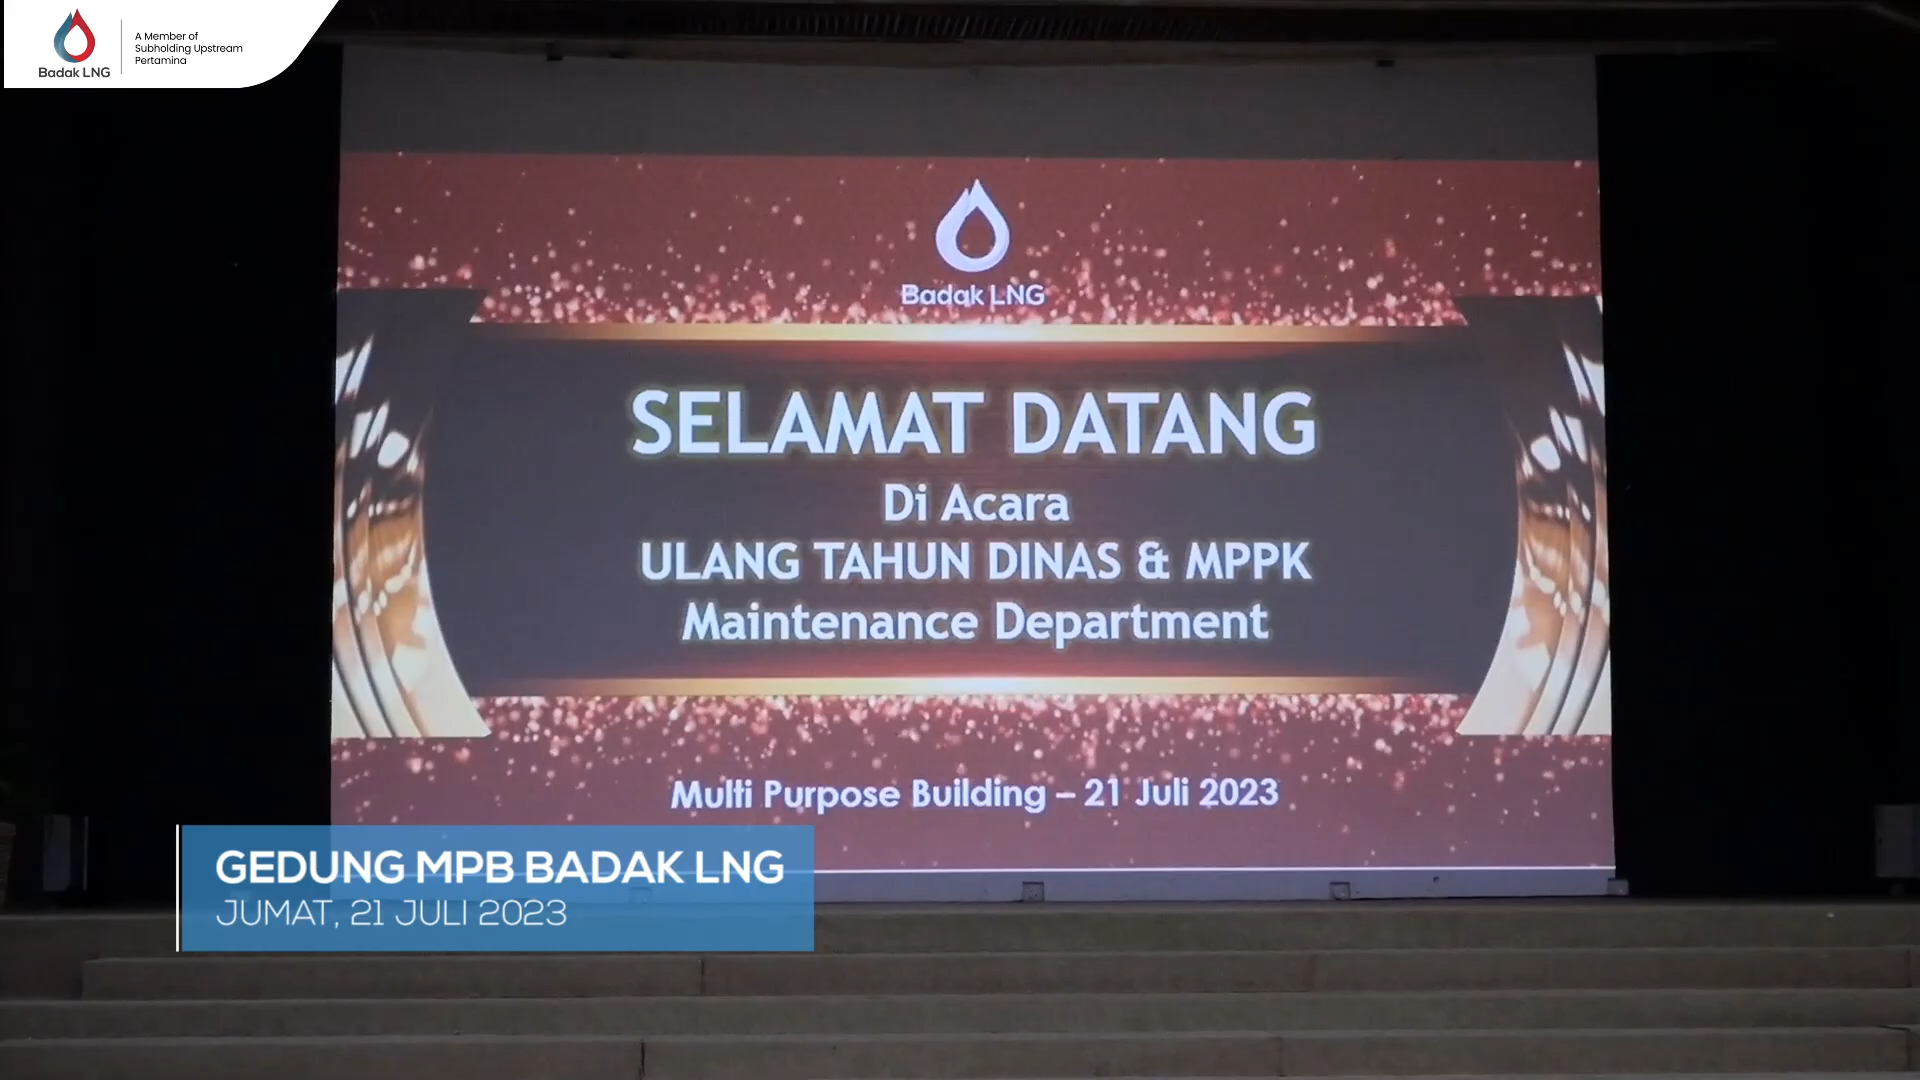 Badak LNG
A Member of
Subholding Upstream
Pertamina
Badak LNG
SELAMAT DATANG
Di Acara
ULANG TAHUN DINAS & MPPK
Maintenance Department
Multi Purpose Building – 21 Juli 2023
GEDUNG MPB BADAK LNG
JUMAT, 21 JULI 2023